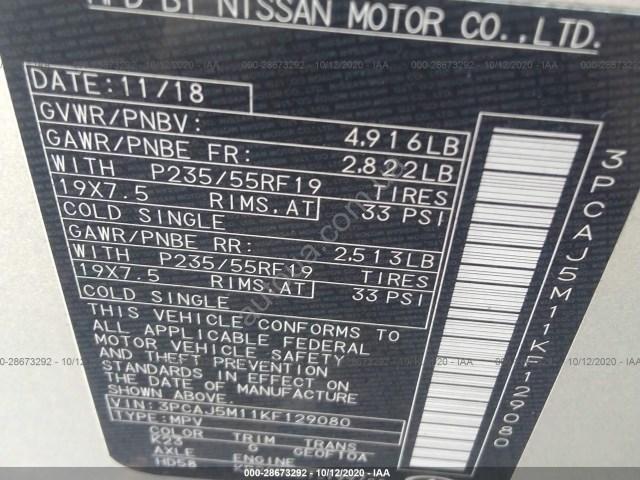 MFD BY NISSAN MOTOR CO.,LTD.
DATE:11/18
GVWR/PNBV: 4,916LB
GAWR/PNBE FR: 2,822LB
WITH P235/55RF19 TIRES
19X7.5 RIMS,AT 33 PSI
COLD SINGLE
GAWR/PNBE RR: 2,513LB
WITH P235/55RF19 TIRES
19X7.5 RIMS,AT 33 PSI
COLD SINGLE
THIS VEHICLE CONFORMS TO
ALL APPLICABLE FEDERAL
MOTOR VEHICLE SAFETY
AND THEFT PREVENTION
STANDARDS IN EFFECT ON
THE DATE OF MANUFACTURE
SHOWN ABOVE.
VIN: 3PCAJ5M11KF129080
TYPE:MPV
COLOR TRIM TRANS
K23 G GEOFTOA
AXLE ENGINE
HD58
3PCAJ5M11KF129080
000-28673292 - 10/12/2020 - IAAI